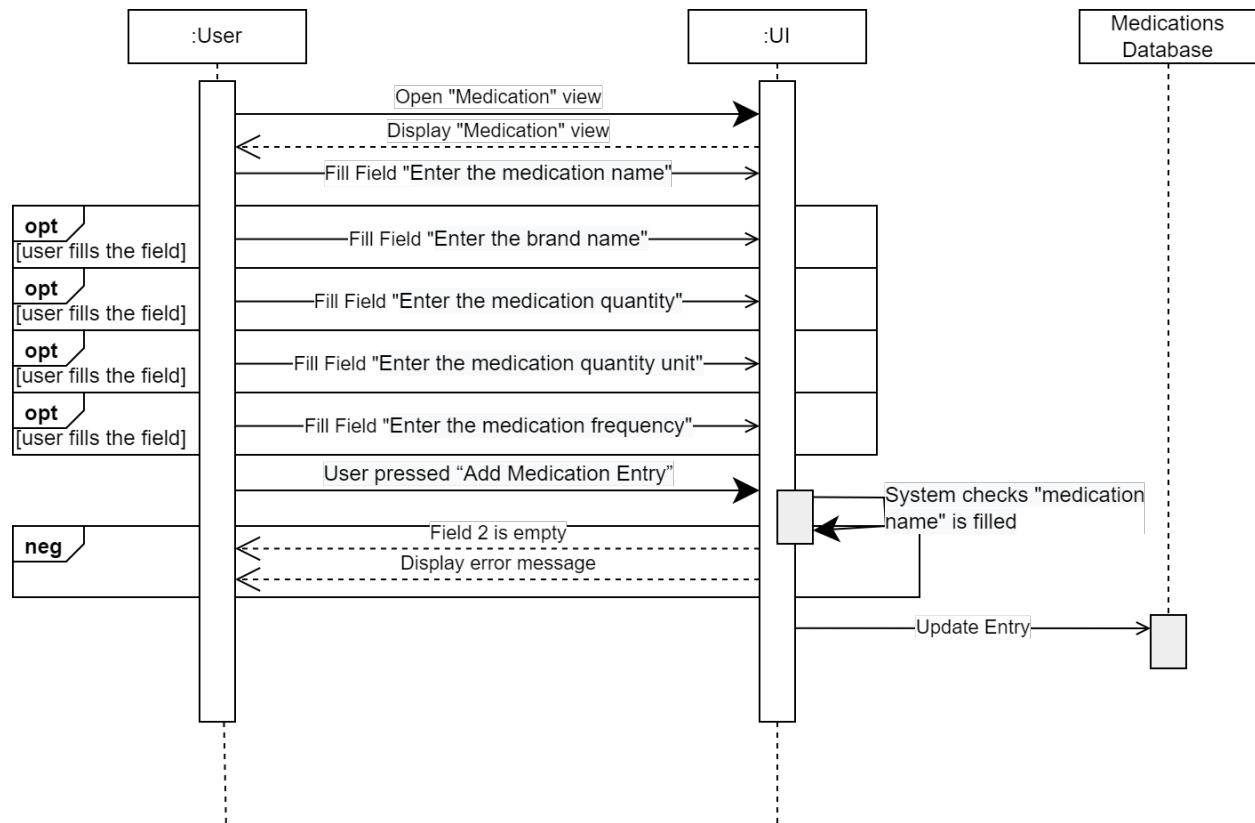 :User
:UI
Medications
Database
Open "Medication" view
Display "Medication" view
Fill Field "Enter the medication name"
opt
[user fills the field]
Fill Field "Enter the brand name"
opt
[user fills the field]
Fill Field "Enter the medication quantity"
opt
[user fills the field]
Fill Field "Enter the medication quantity unit"
opt
[user fills the field]
Fill Field "Enter the medication frequency"
User pressed “Add Medication Entry”
System checks "medication
name" is filled
neg
Field 2 is empty
Display error message
Update Entry